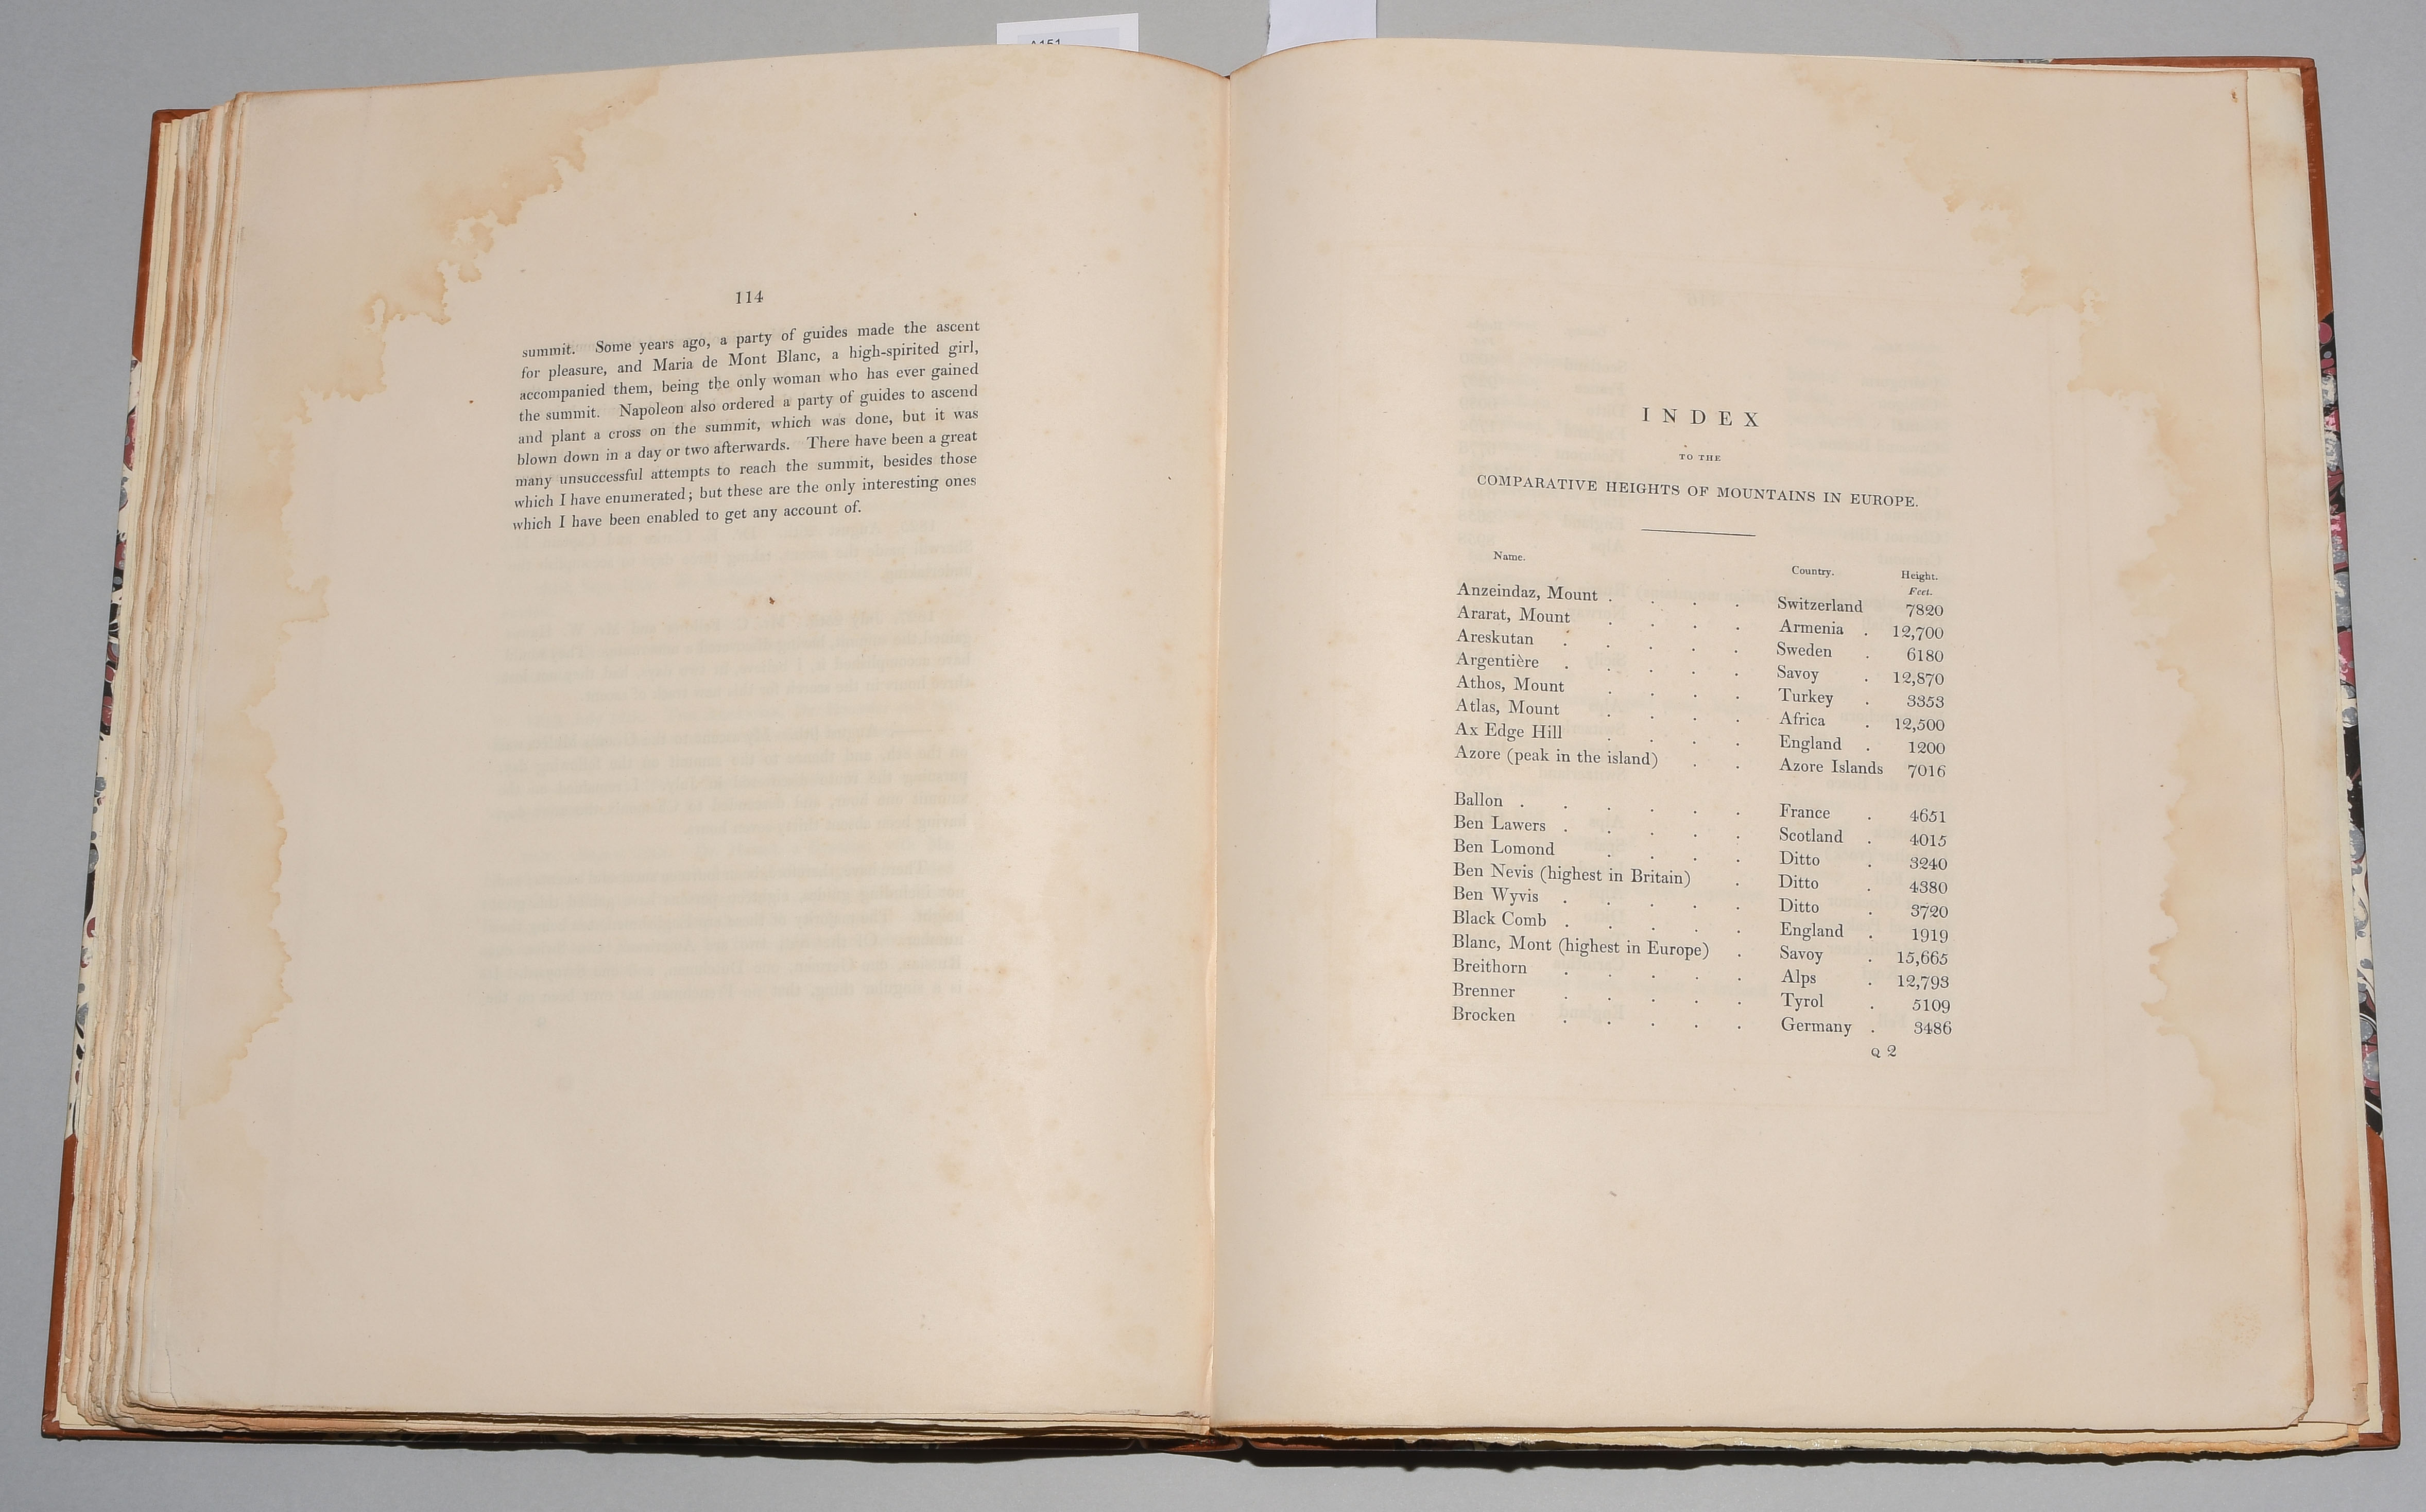 114
summit. Some years ago, a party of guides made the ascent
for pleasure, and Maria de Mont Blanc, a high-spirited girl,
accompanied them, being the only woman who has ever gained
the summit. Napoleon also ordered a party of guides to ascend
and plant a cross on the summit, which was done, but it was
blown down in a day or two afterwards. There have been a great
many unsuccessful attempts to reach the summit, besides those
which I have enumerated; but these are the only interesting ones
which I have been enabled to get any account of.
INDEX
TO THE
COMPARATIVE HEIGHTS OF MOUNTAINS IN EUROPE.
Name. Country. Height.
Feet.
Anzeindaz, Mount . . . . Switzerland 7820
Ararat, Mount . . . . Armenia . 12,700
Areskutan . . . . . Sweden . 6180
Argentière . . . . . Savoy . 12,870
Athos, Mount . . . . Turkey . 3353
Atlas, Mount . . . . Africa . 12,500
Ax Edge Hill . . . . England . 1200
Azore (peak in the island) . . Azore Islands 7016
Ballon . . . . . . France . 4651
Ben Lawers . . . . . Scotland . 4015
Ben Lomond . . . . Ditto . 3240
Ben Nevis (highest in Britain) . Ditto . 4380
Ben Wyvis . . . . . Ditto . 3720
Black Comb . . . . . England . 1919
Blanc, Mont (highest in Europe) . Savoy . 15,665
Breithorn . . . . . Alps . 12,793
Brenner . . . . . Tyrol . 5109
Brocken . . . . . Germany . 3486
Q 2